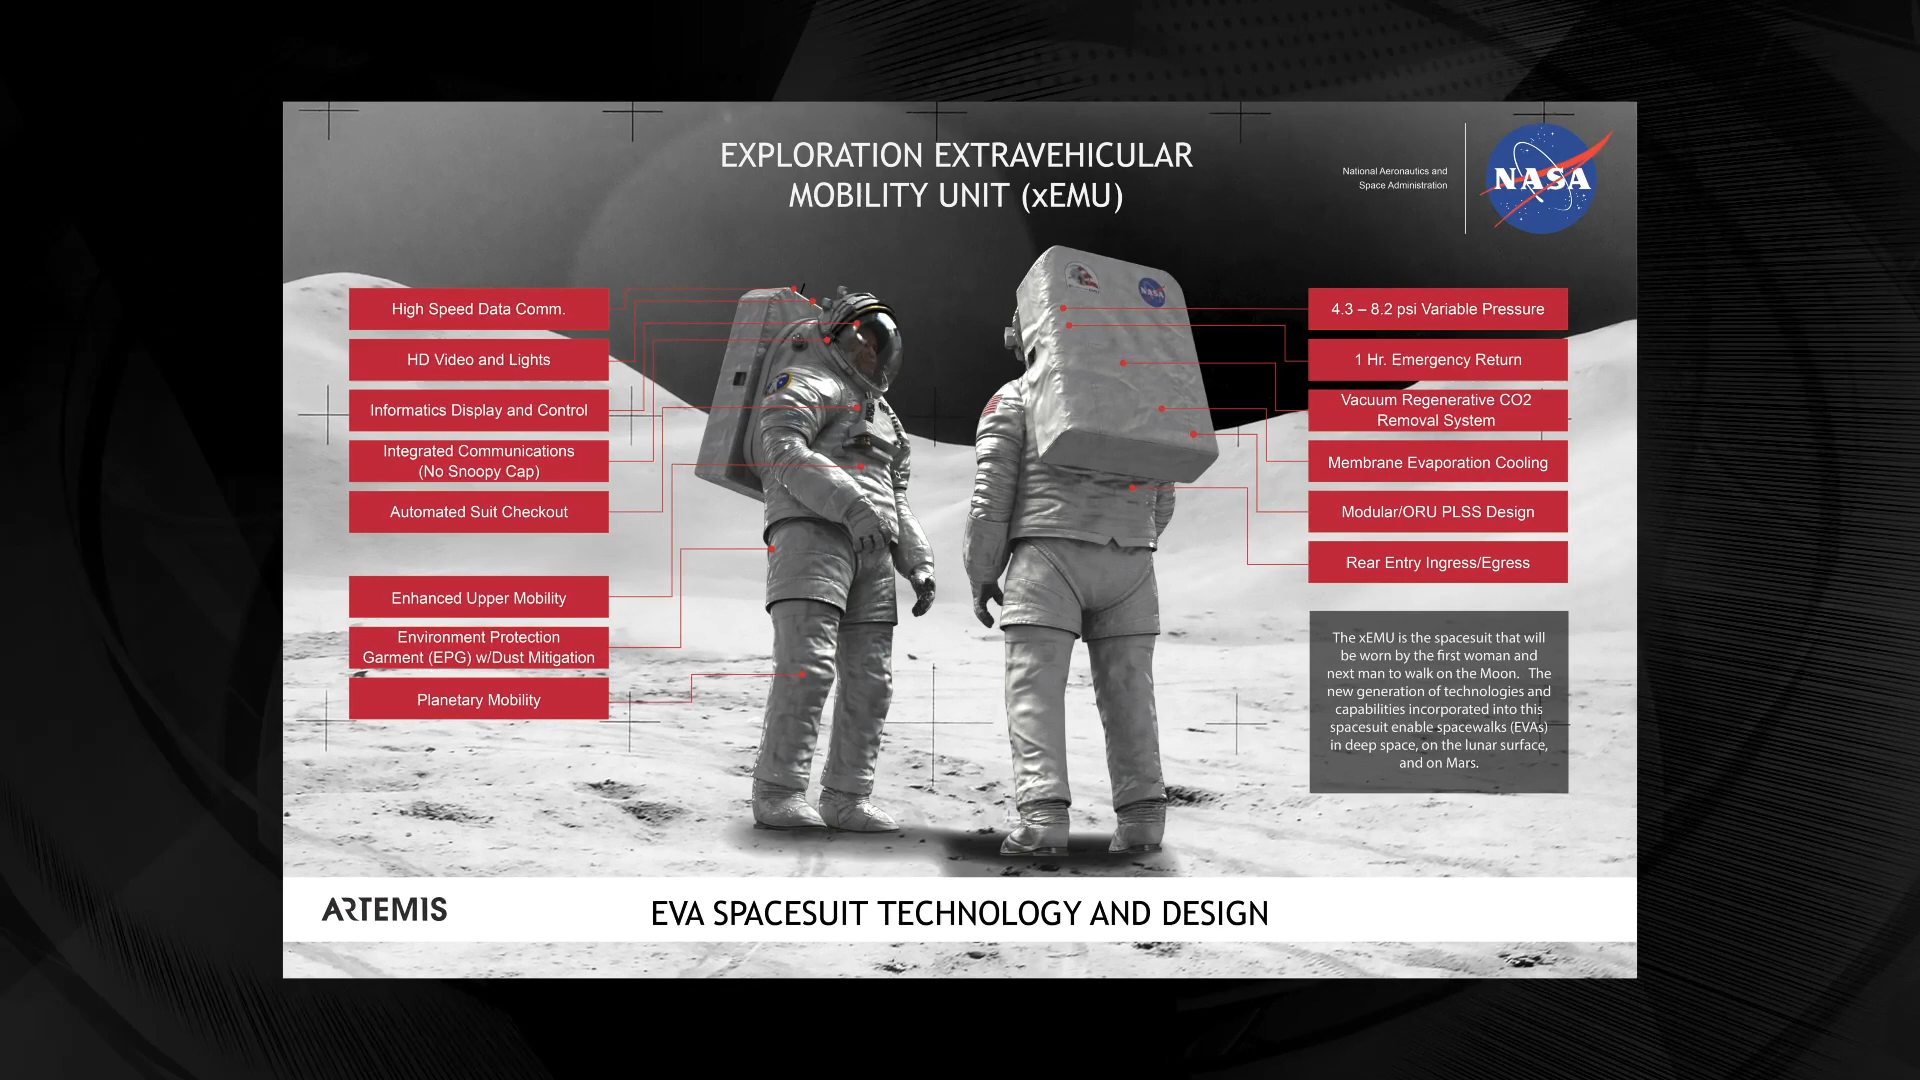 EXPLORATION EXTRAVEHICULAR
MOBILITY UNIT (xEMU)
National Aeronautics and
Space Administration
NASA
High Speed Data Comm.
HD Video and Lights
Informatics Display and Control
Integrated Communications
(No Snoopy Cap)
Automated Suit Checkout
Enhanced Upper Mobility
Environment Protection
Garment (EPG) w/Dust Mitigation
Planetary Mobility
NASA
4.3 – 8.2 psi Variable Pressure
1 Hr. Emergency Return
Vacuum Regenerative CO2
Removal System
Membrane Evaporation Cooling
Modular/ORU PLSS Design
Rear Entry Ingress/Egress
The xEMU is the spacesuit that will
be worn by the first woman and
next man to walk on the Moon.  The
new generation of technologies and
capabilities incorporated into this
spacesuit enable spacewalks (EVAs)
in deep space, on the lunar surface,
and on Mars.
ARTEMIS
EVA SPACESUIT TECHNOLOGY AND DESIGN